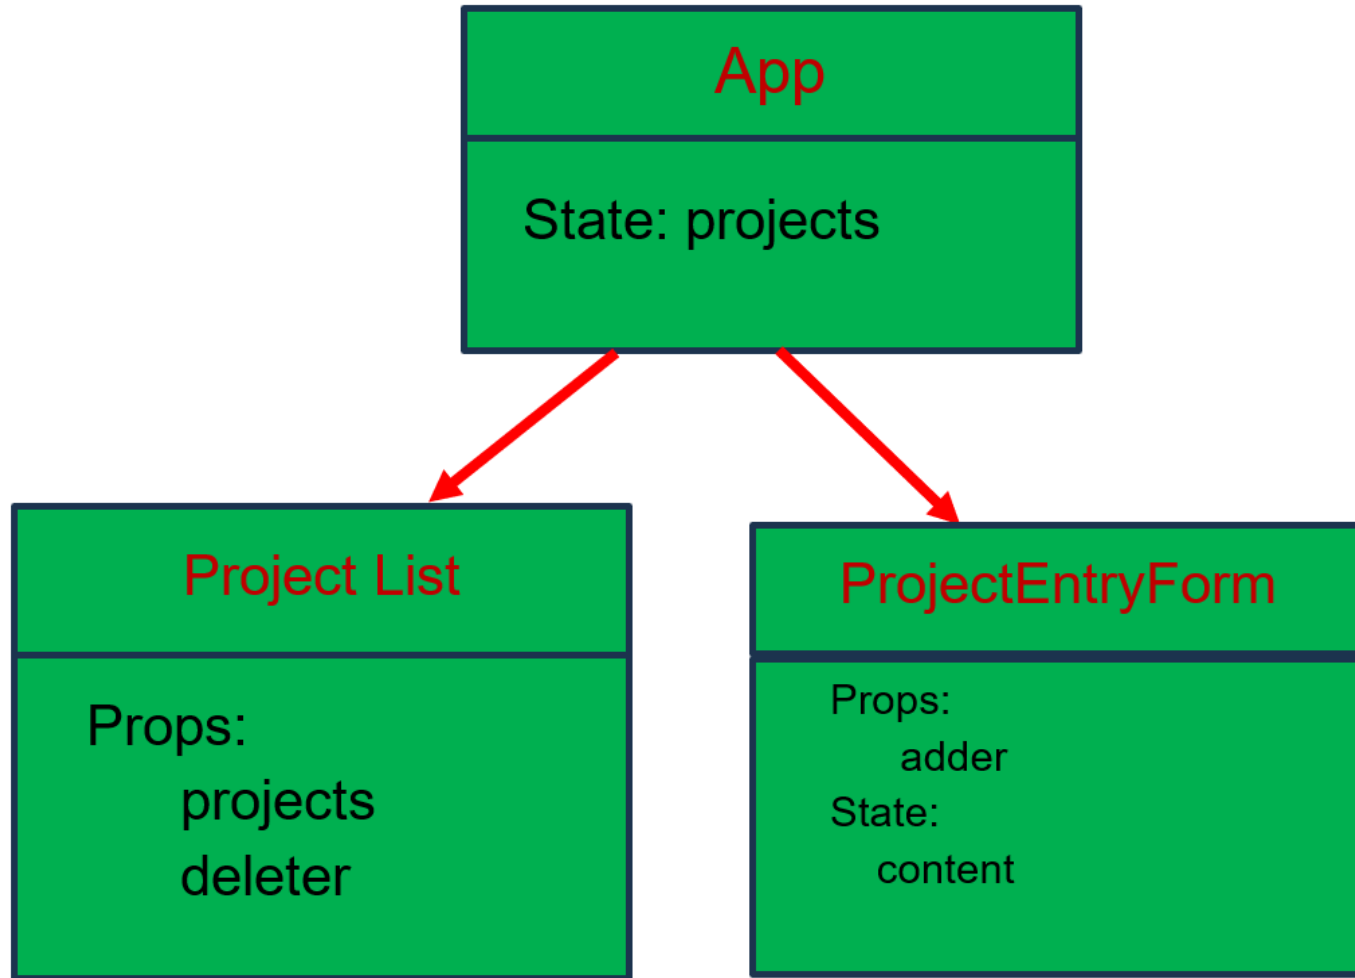 App
State: projects
Project List
Props:
projects
deleter
ProjectEntryForm
Props:
adder
State:
content